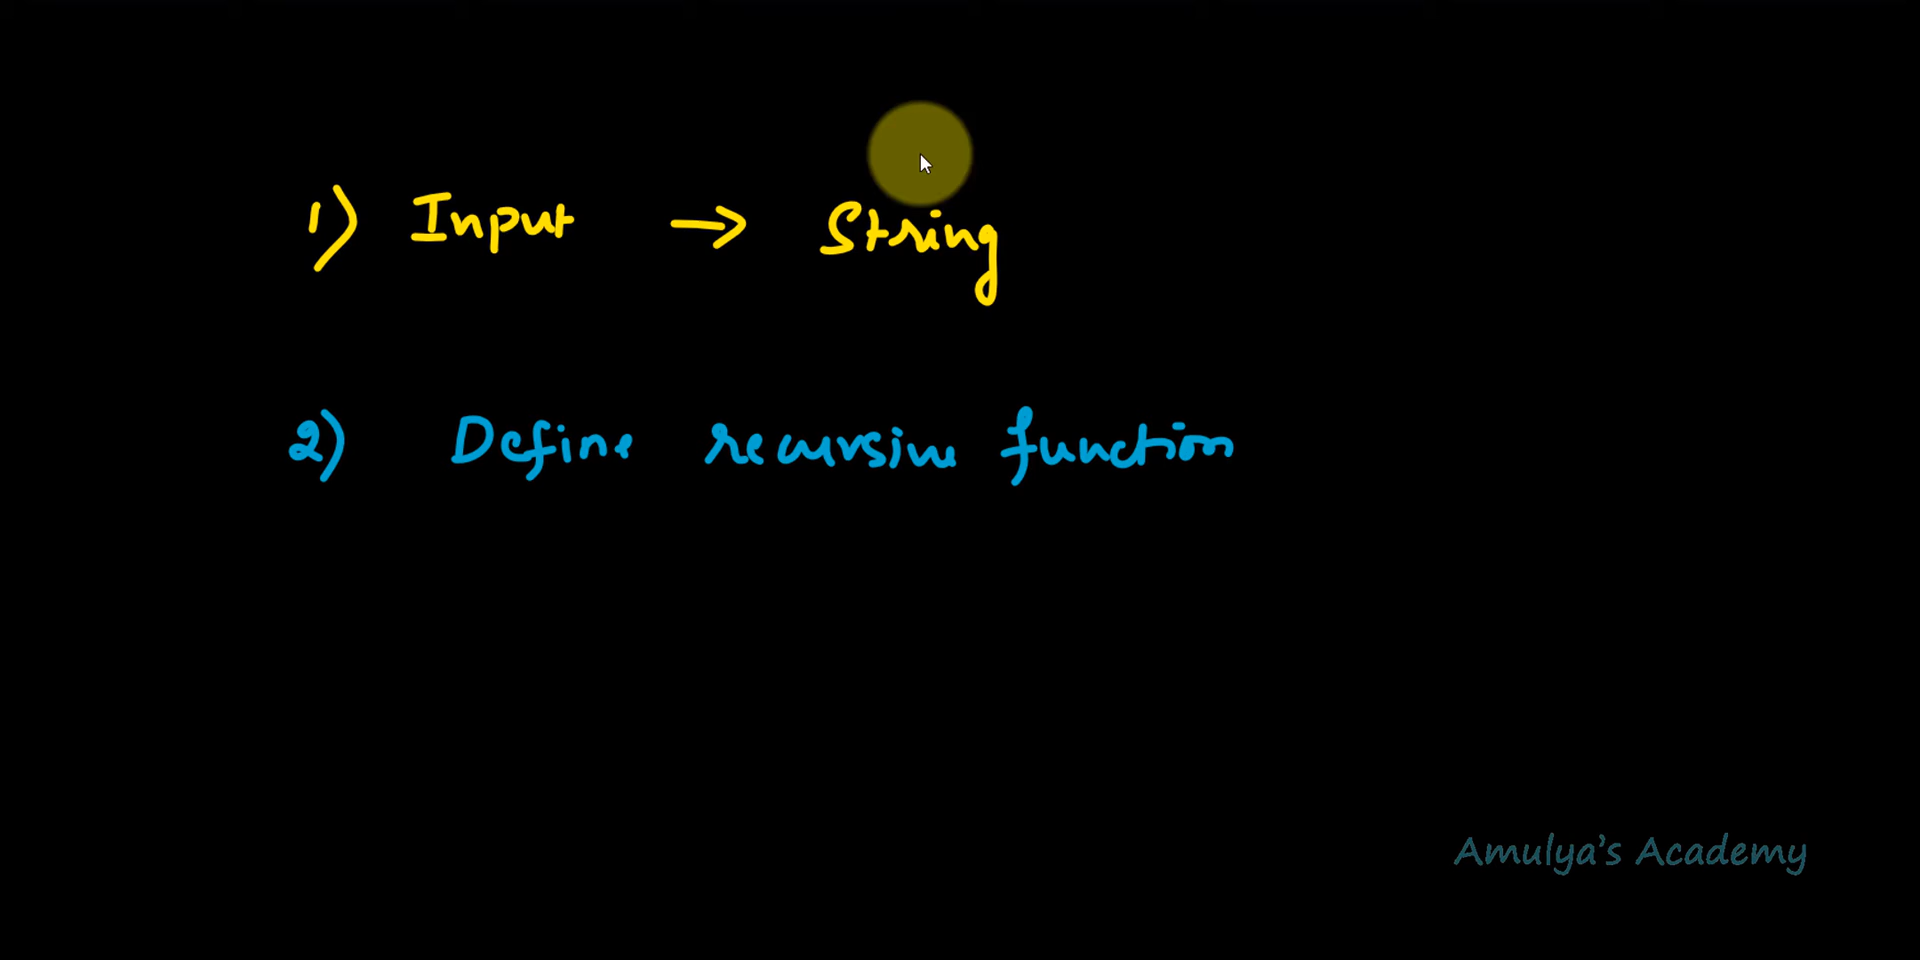 1) Input → String
2) Define recursive function
Amulya's Academy